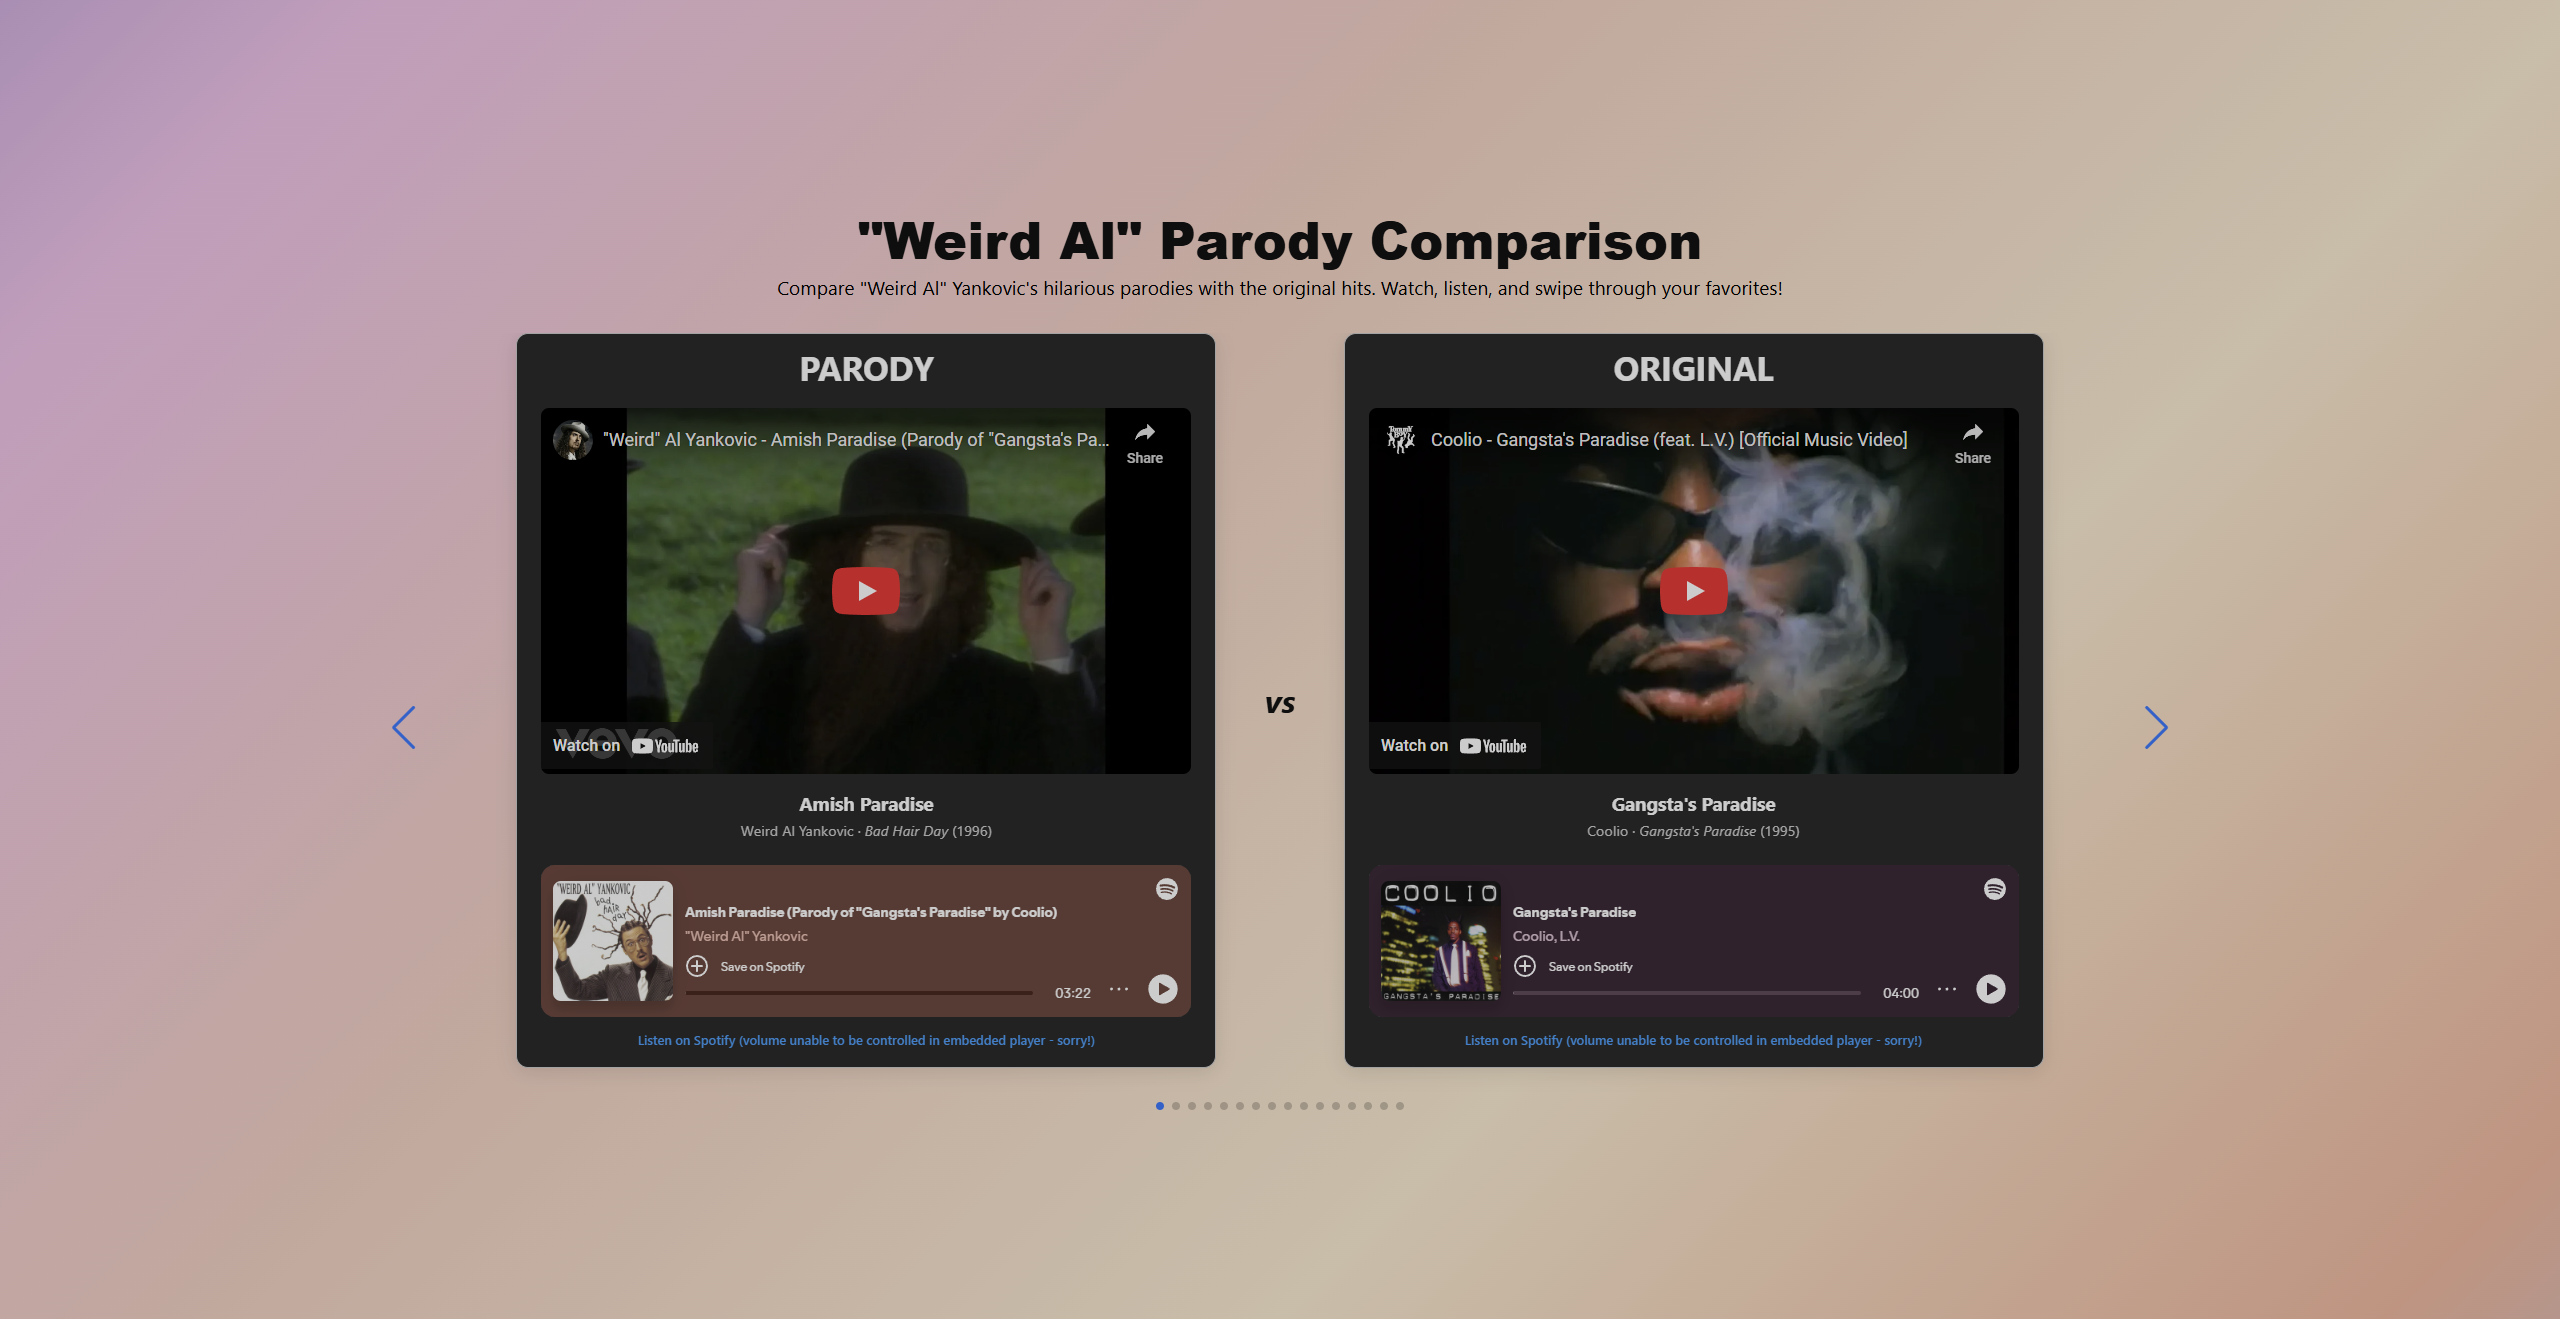 "Weird Al" Parody Comparison
Compare "Weird Al" Yankovic's hilarious parodies with the original hits. Watch, listen, and swipe through your favorites!
PARODY
"Weird" Al Yankovic - Amish Paradise (Parody of "Gangsta's Pa...
Share
vevo
Watch on YouTube
Amish Paradise
Weird Al Yankovic · Bad Hair Day (1996)
"WEIRD AL" YANKOVIC
bad
HAIR
day
Amish Paradise (Parody of "Gangsta's Paradise" by Coolio)
"Weird Al" Yankovic
Save on Spotify
03:22
Listen on Spotify (volume unable to be controlled in embedded player - sorry!)
VS
ORIGINAL
TOMMY BOY
Coolio - Gangsta's Paradise (feat. L.V.) [Official Music Video]
Share
Watch on YouTube
Gangsta's Paradise
Coolio · Gangsta's Paradise (1995)
COOLIO
GANGSTA'S PARADISE
Gangsta's Paradise
Coolio, L.V.
Save on Spotify
04:00
Listen on Spotify (volume unable to be controlled in embedded player - sorry!)